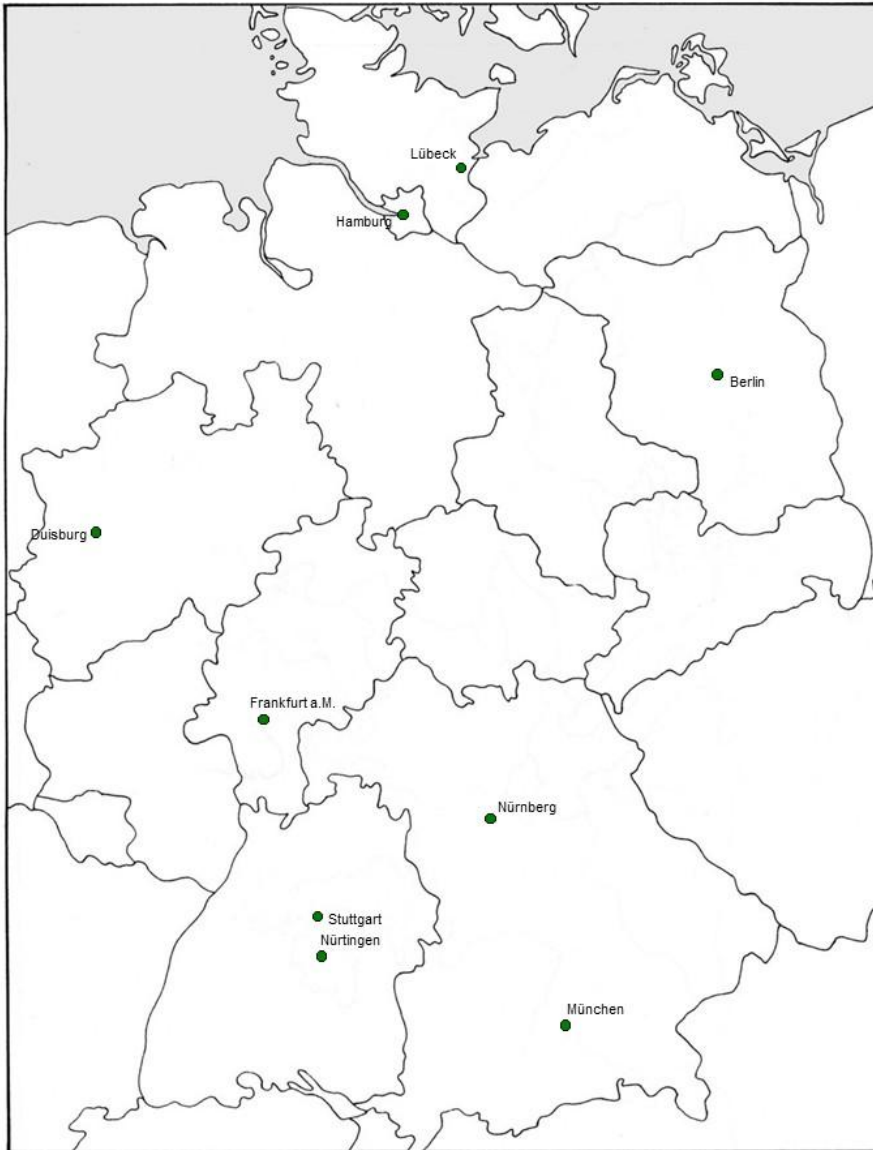 Lübeck
Hamburg
Berlin
Duisburg
Frankfurt a.M.
Nürnberg
Stuttgart
Nürtingen
München